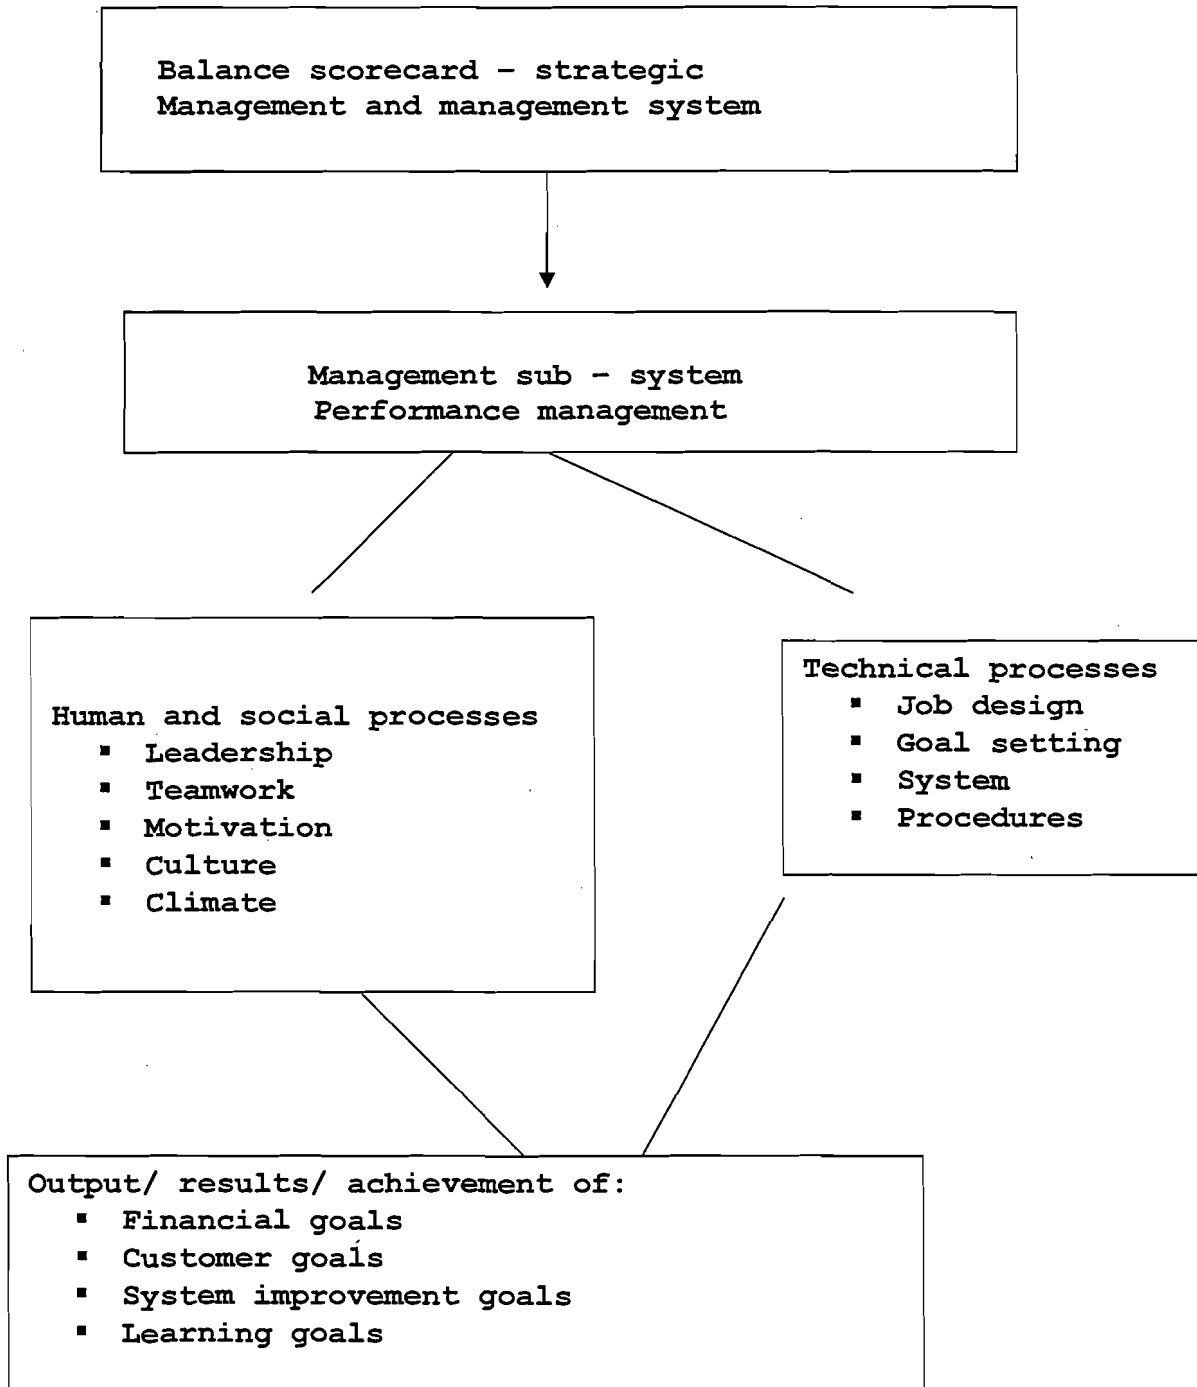 Balance scorecard – strategic
Management and management system
Management sub – system
Performance management
Human and social processes
▪ Leadership
▪ Teamwork
▪ Motivation
▪ Culture
▪ Climate
Technical processes
▪ Job design
▪ Goal setting
▪ System
▪ Procedures
Output/ results/ achievement of:
▪ Financial goals
▪ Customer goals
▪ System improvement goals
▪ Learning goals